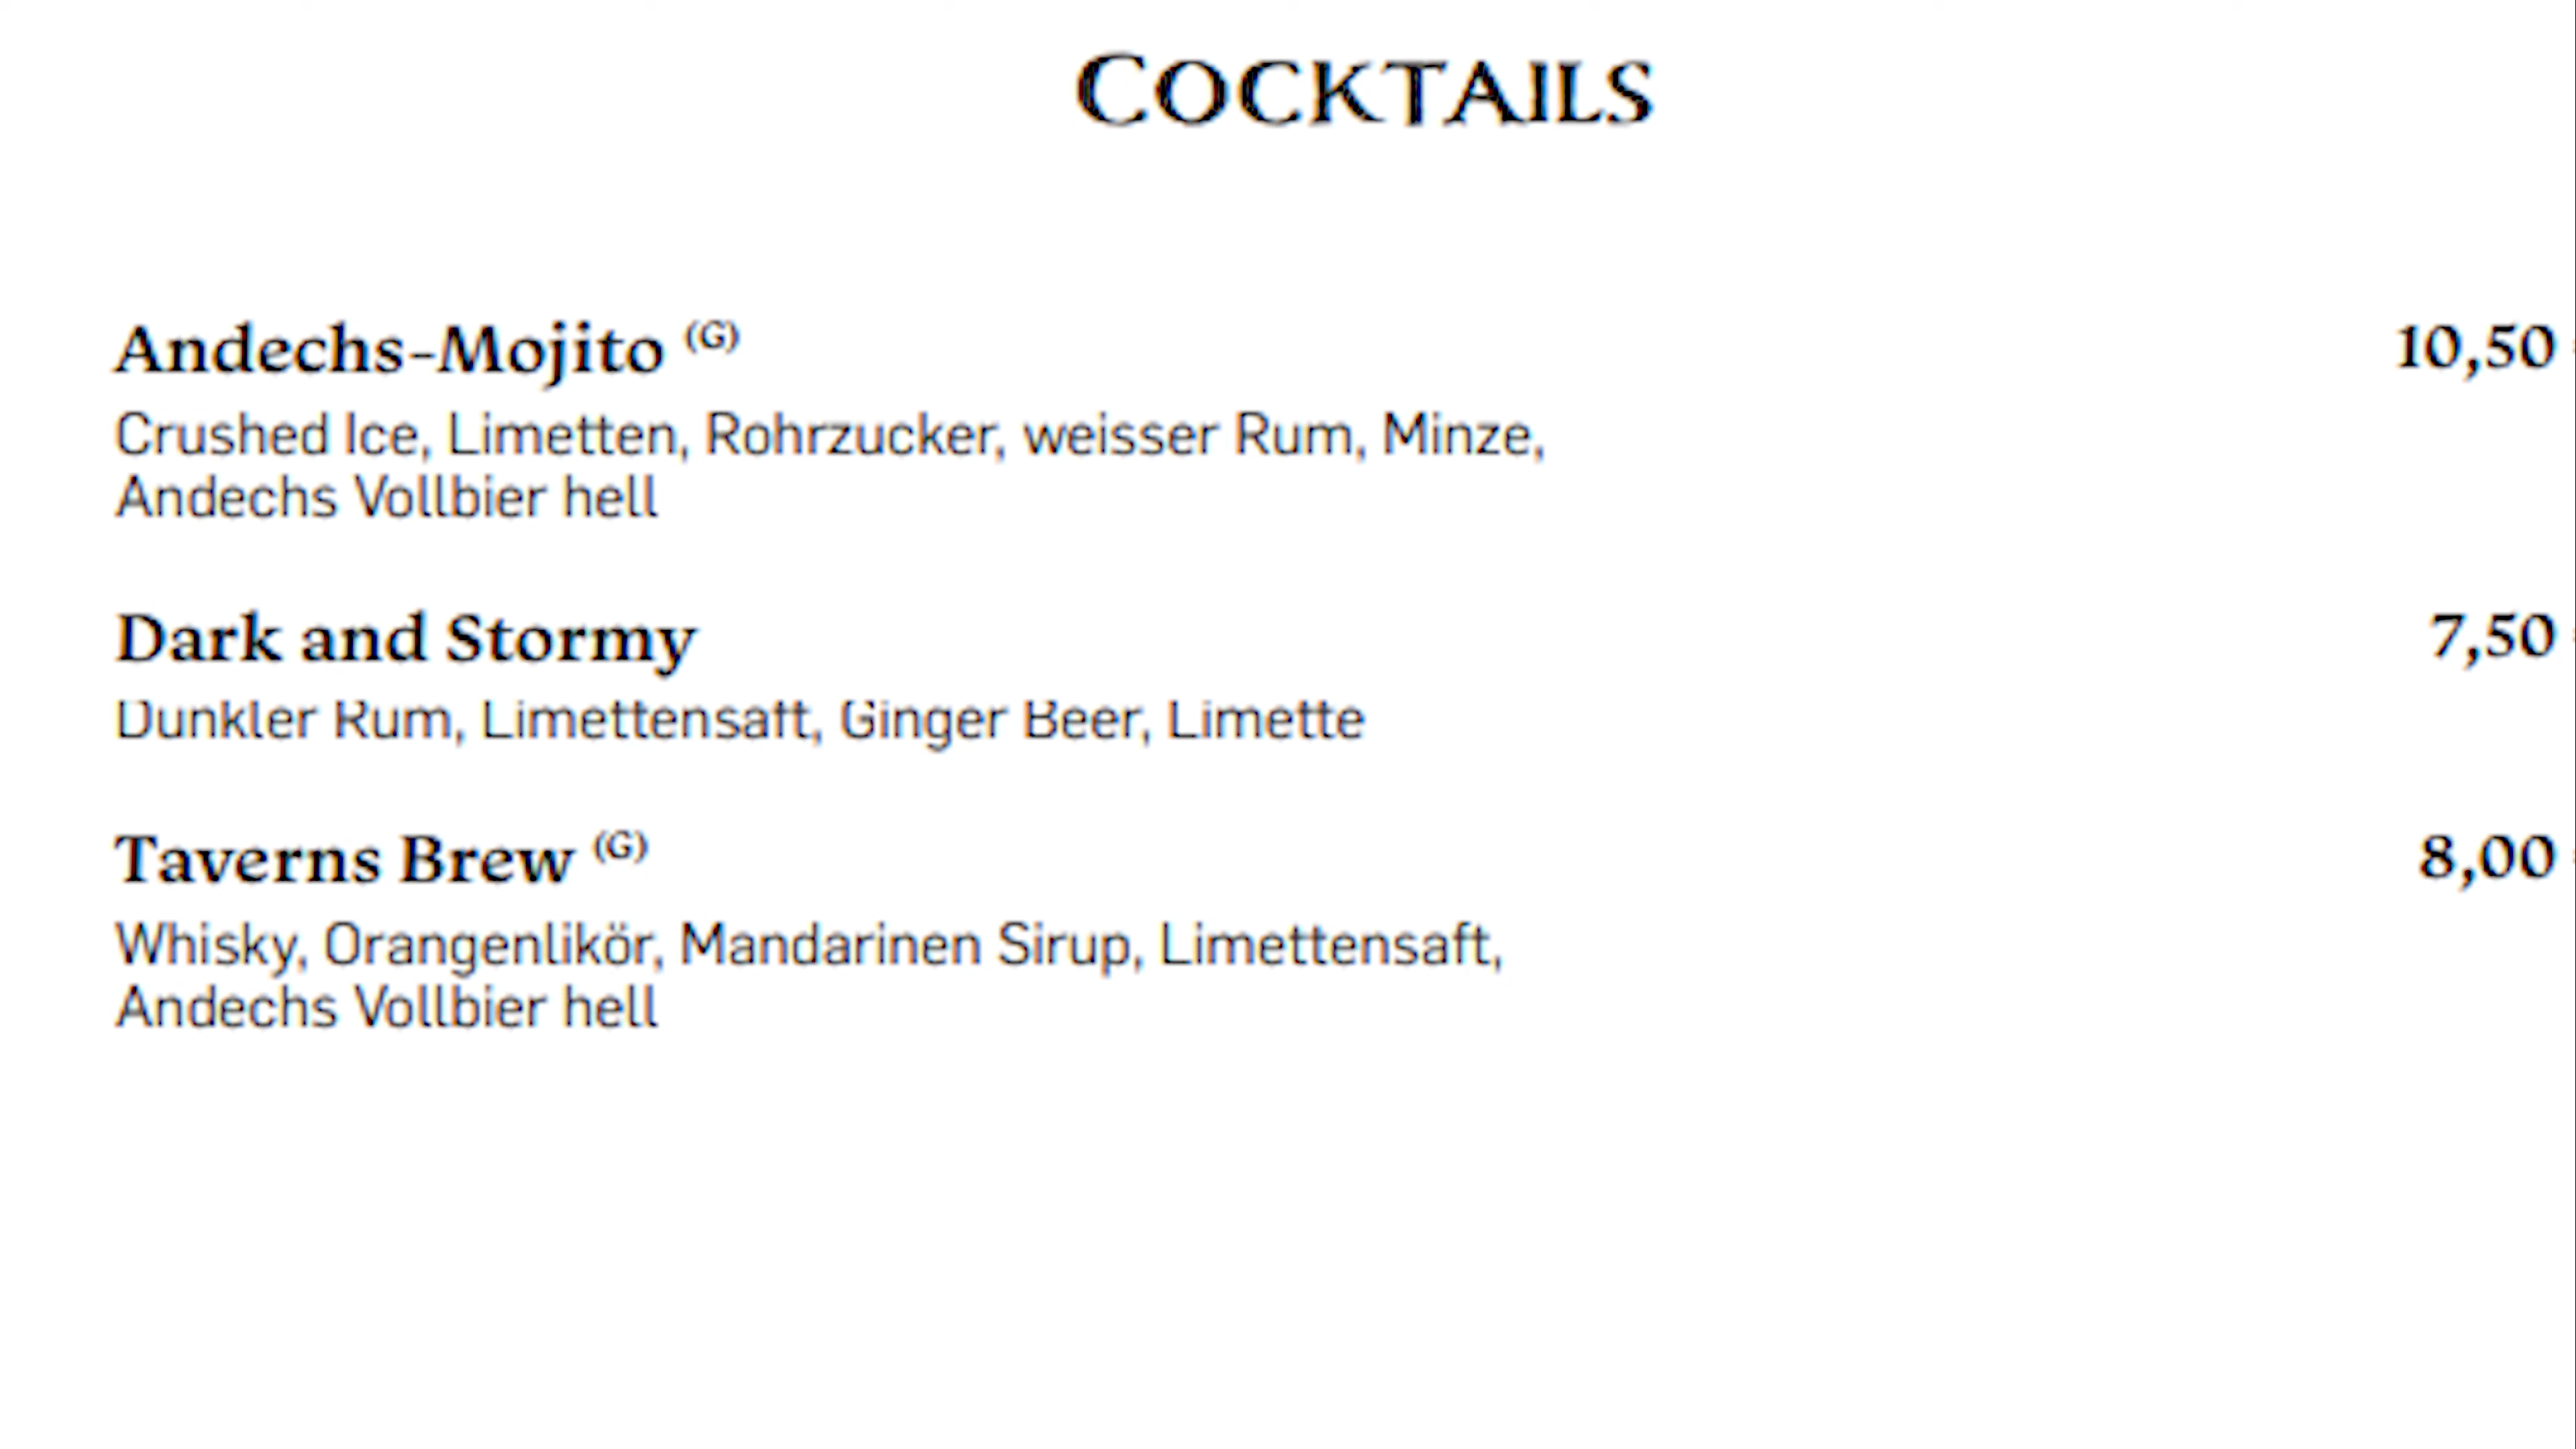 COCKTAILS
Andechs-Mojito (G) 10,50
Crushed Ice, Limetten, Rohrzucker, weisser Rum, Minze,
Andechs Vollbier hell
Dark and Stormy 7,50
Dunkler Rum, Limettensaft, Ginger Beer, Limette
Taverns Brew (G) 8,00
Whisky, Orangenlikör, Mandarinen Sirup, Limettensaft,
Andechs Vollbier hell